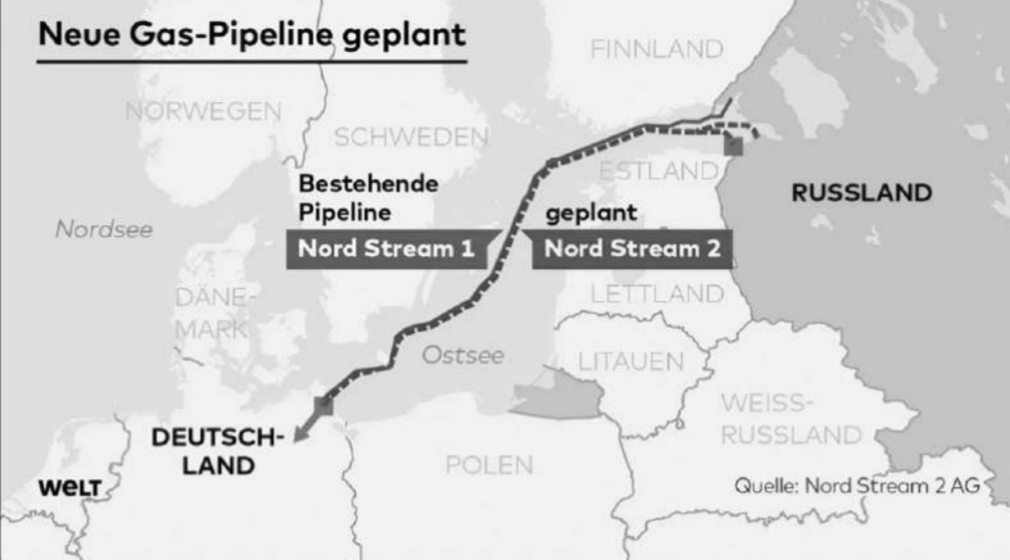 Neue Gas-Pipeline geplant
FINNLAND
NORWEGEN
SCHWEDEN
ESTLAND
RUSSLAND
Bestehende
Pipeline
Nord Stream 1
geplant
Nord Stream 2
Nordsee
DÄNE-
MARK
LETTLAND
Ostsee
LITAUEN
WEISS-
RUSSLAND
DEUTSCH-
LAND
POLEN
WELT
Quelle: Nord Stream 2 AG